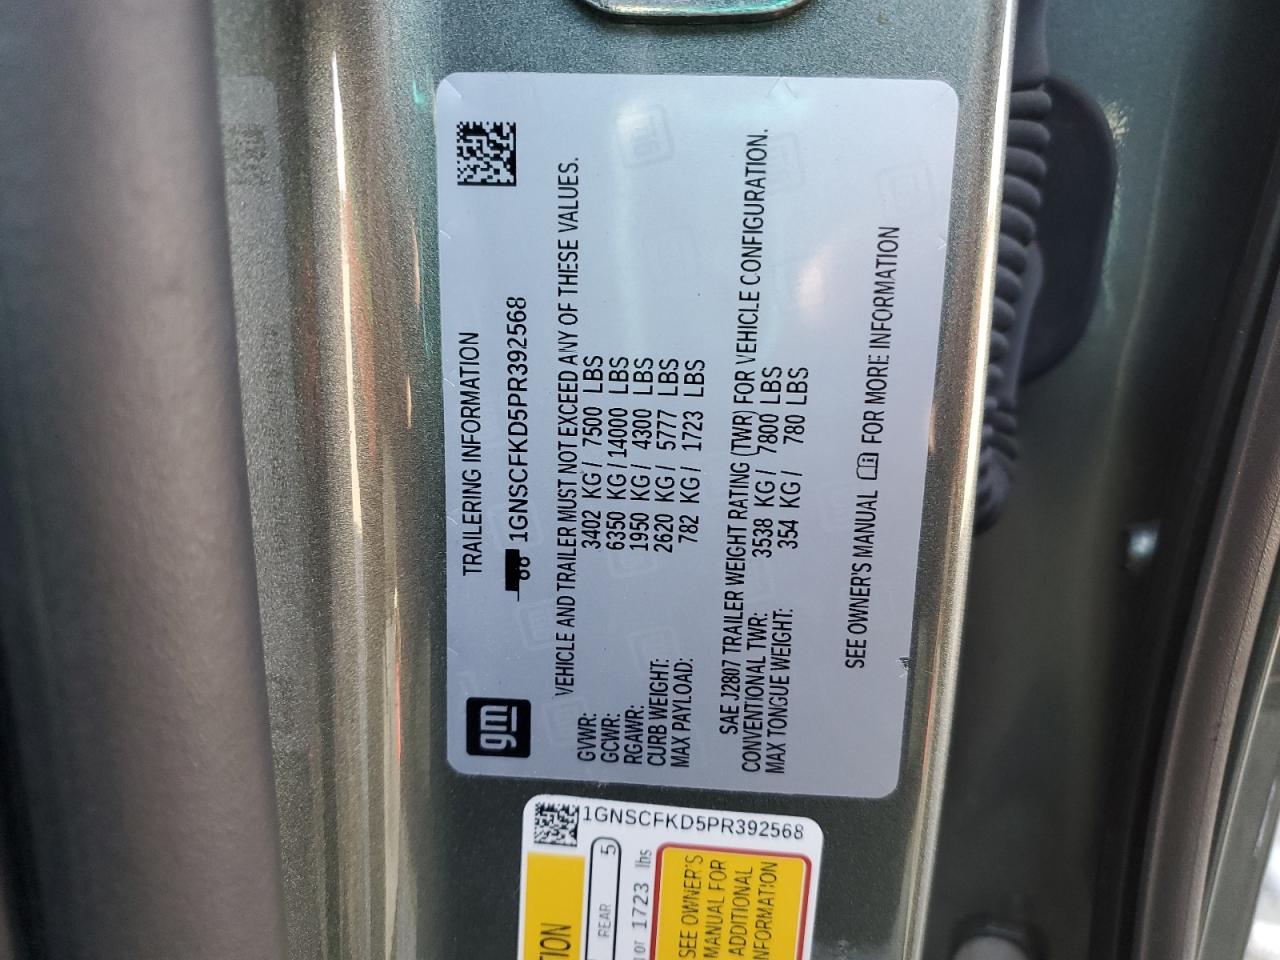 gm
TRAILERING INFORMATION
1GNSCFKD5PR392568
VEHICLE AND TRAILER MUST NOT EXCEED ANY OF THESE VALUES.
GVWR: 3402 KG / 7500 LBS
GCWR: 6350 KG / 14000 LBS
RGAWR: 1950 KG / 4300 LBS
CURB WEIGHT: 2620 KG / 5777 LBS
MAX PAYLOAD: 782 KG / 1723 LBS
SAE J2807 TRAILER WEIGHT RATING (TWR) FOR VEHICLE CONFIGURATION.
CONVENTIONAL TWR: 3538 KG / 7800 LBS
MAX TONGUE WEIGHT: 354 KG / 780 LBS
SEE OWNER'S MANUAL FOR MORE INFORMATION
1GNSCFKD5PR392568
TION
REAR 5
or 1723 lbs
SEE OWNER'S
MANUAL FOR
ADDITIONAL
NFORMATION